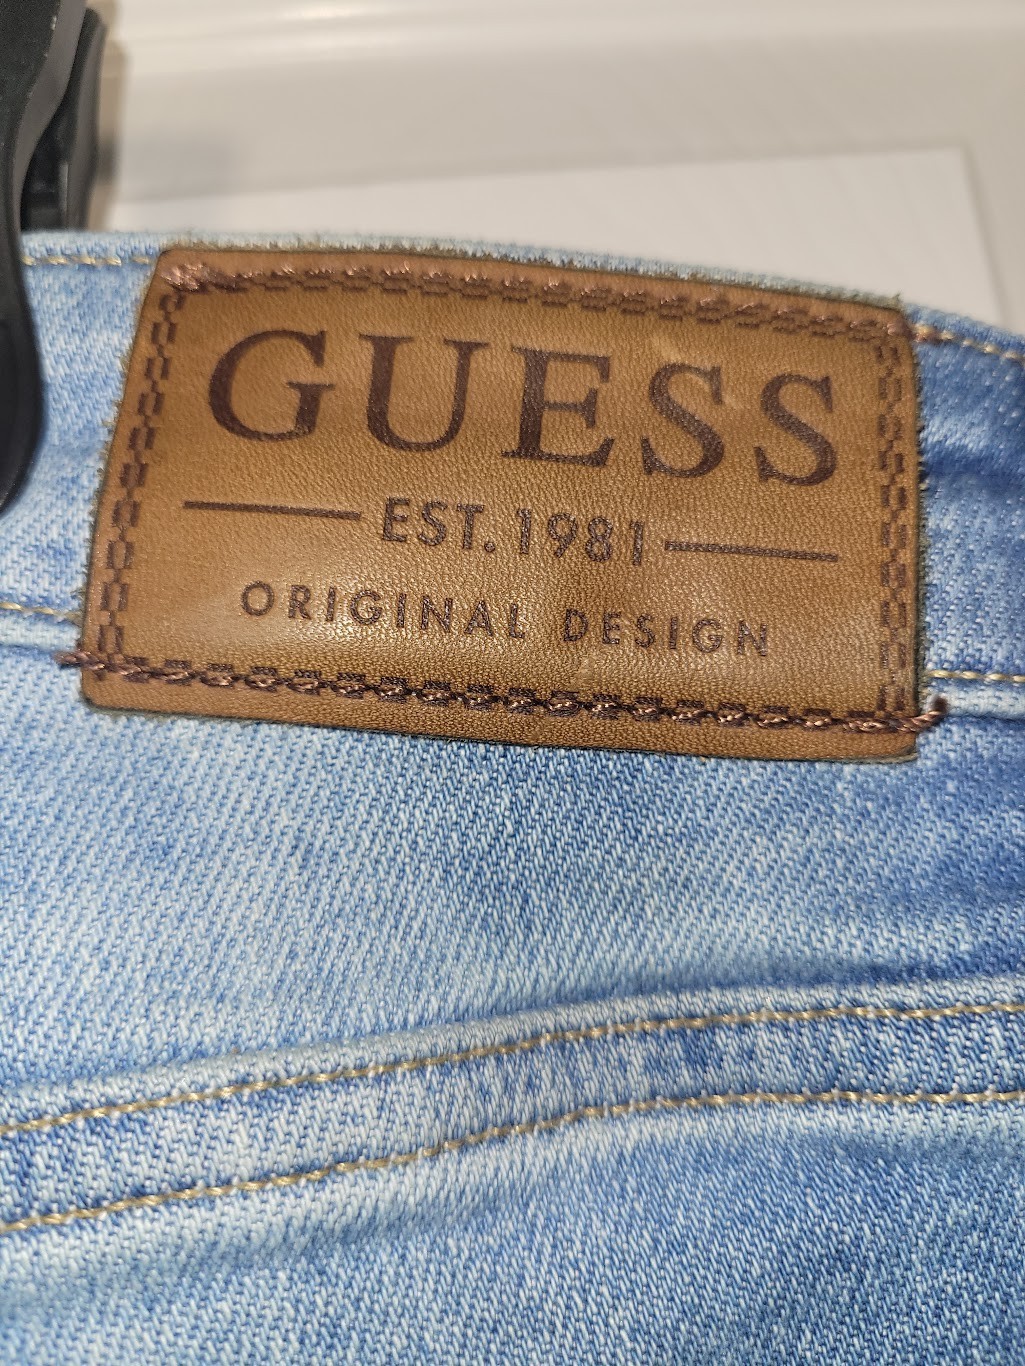 GUESS
EST. 1981
ORIGINAL DESIGN